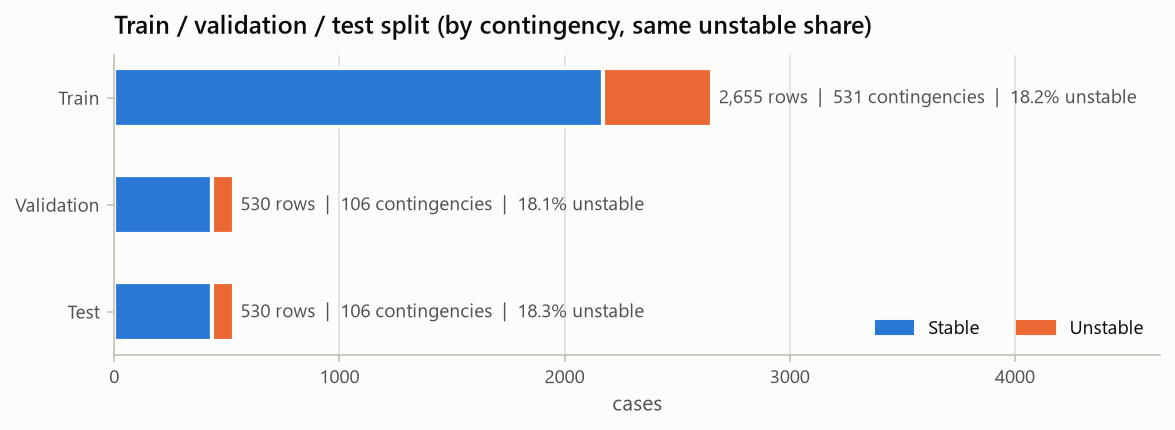 Train / validation / test split (by contingency, same unstable share)
Train
2,655 rows | 531 contingencies | 18.2% unstable
Validation
530 rows | 106 contingencies | 18.1% unstable
Test
530 rows | 106 contingencies | 18.3% unstable
Stable Unstable
0 1000 2000 3000 4000
cases